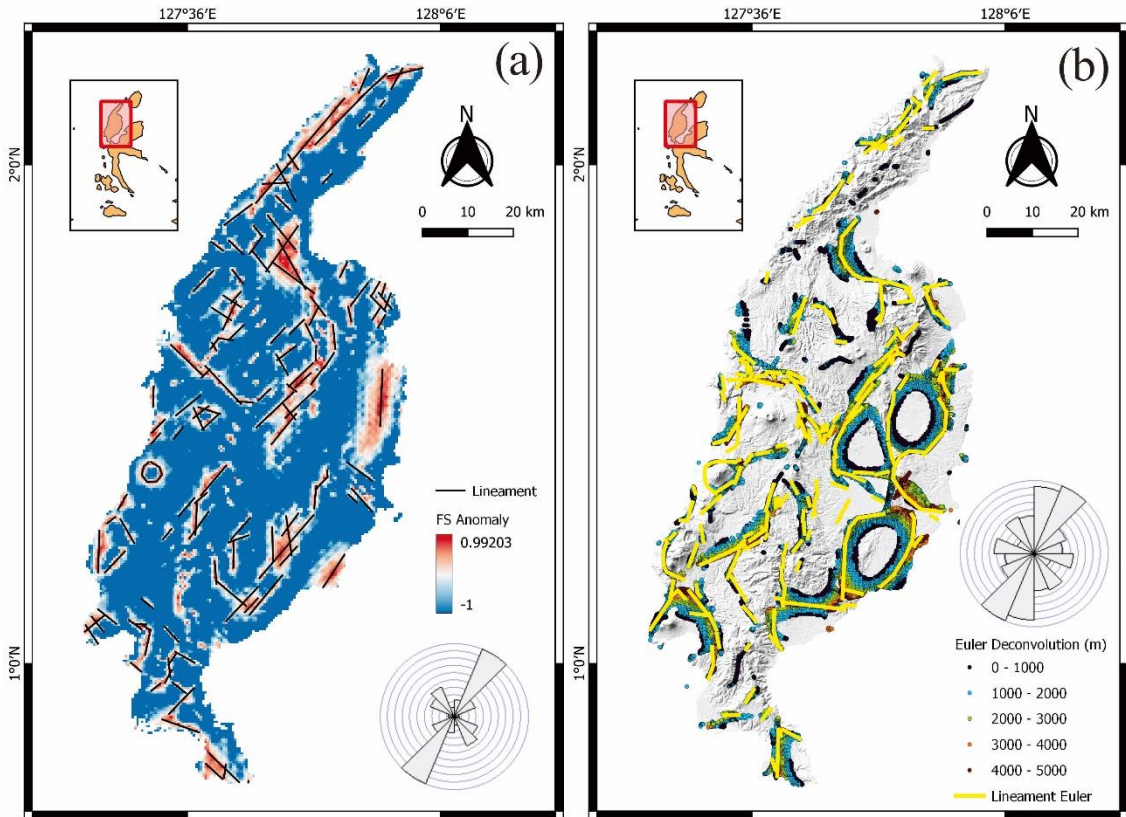 127°36'E
128°6'E
(a)
N
2°0'N
0 10 20 km
Lineament
FS Anomaly
0.99203
-1
1°0'N
127°36'E
128°6'E
(b)
N
2°0'N
0 10 20 km
1°0'N
Euler Deconvolution (m)
0 - 1000
1000 - 2000
2000 - 3000
3000 - 4000
4000 - 5000
Lineament Euler